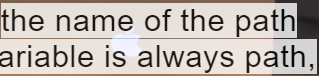 the name of the path
ariable is always path,